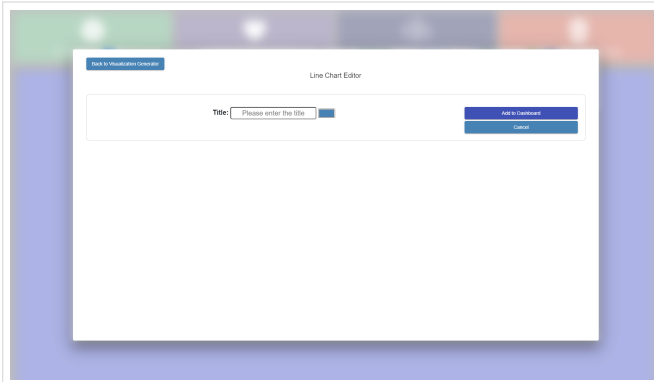 Back to Visualization Generator
Line Chart Editor
Title: Please enter the title
Add to Dashboard
Cancel